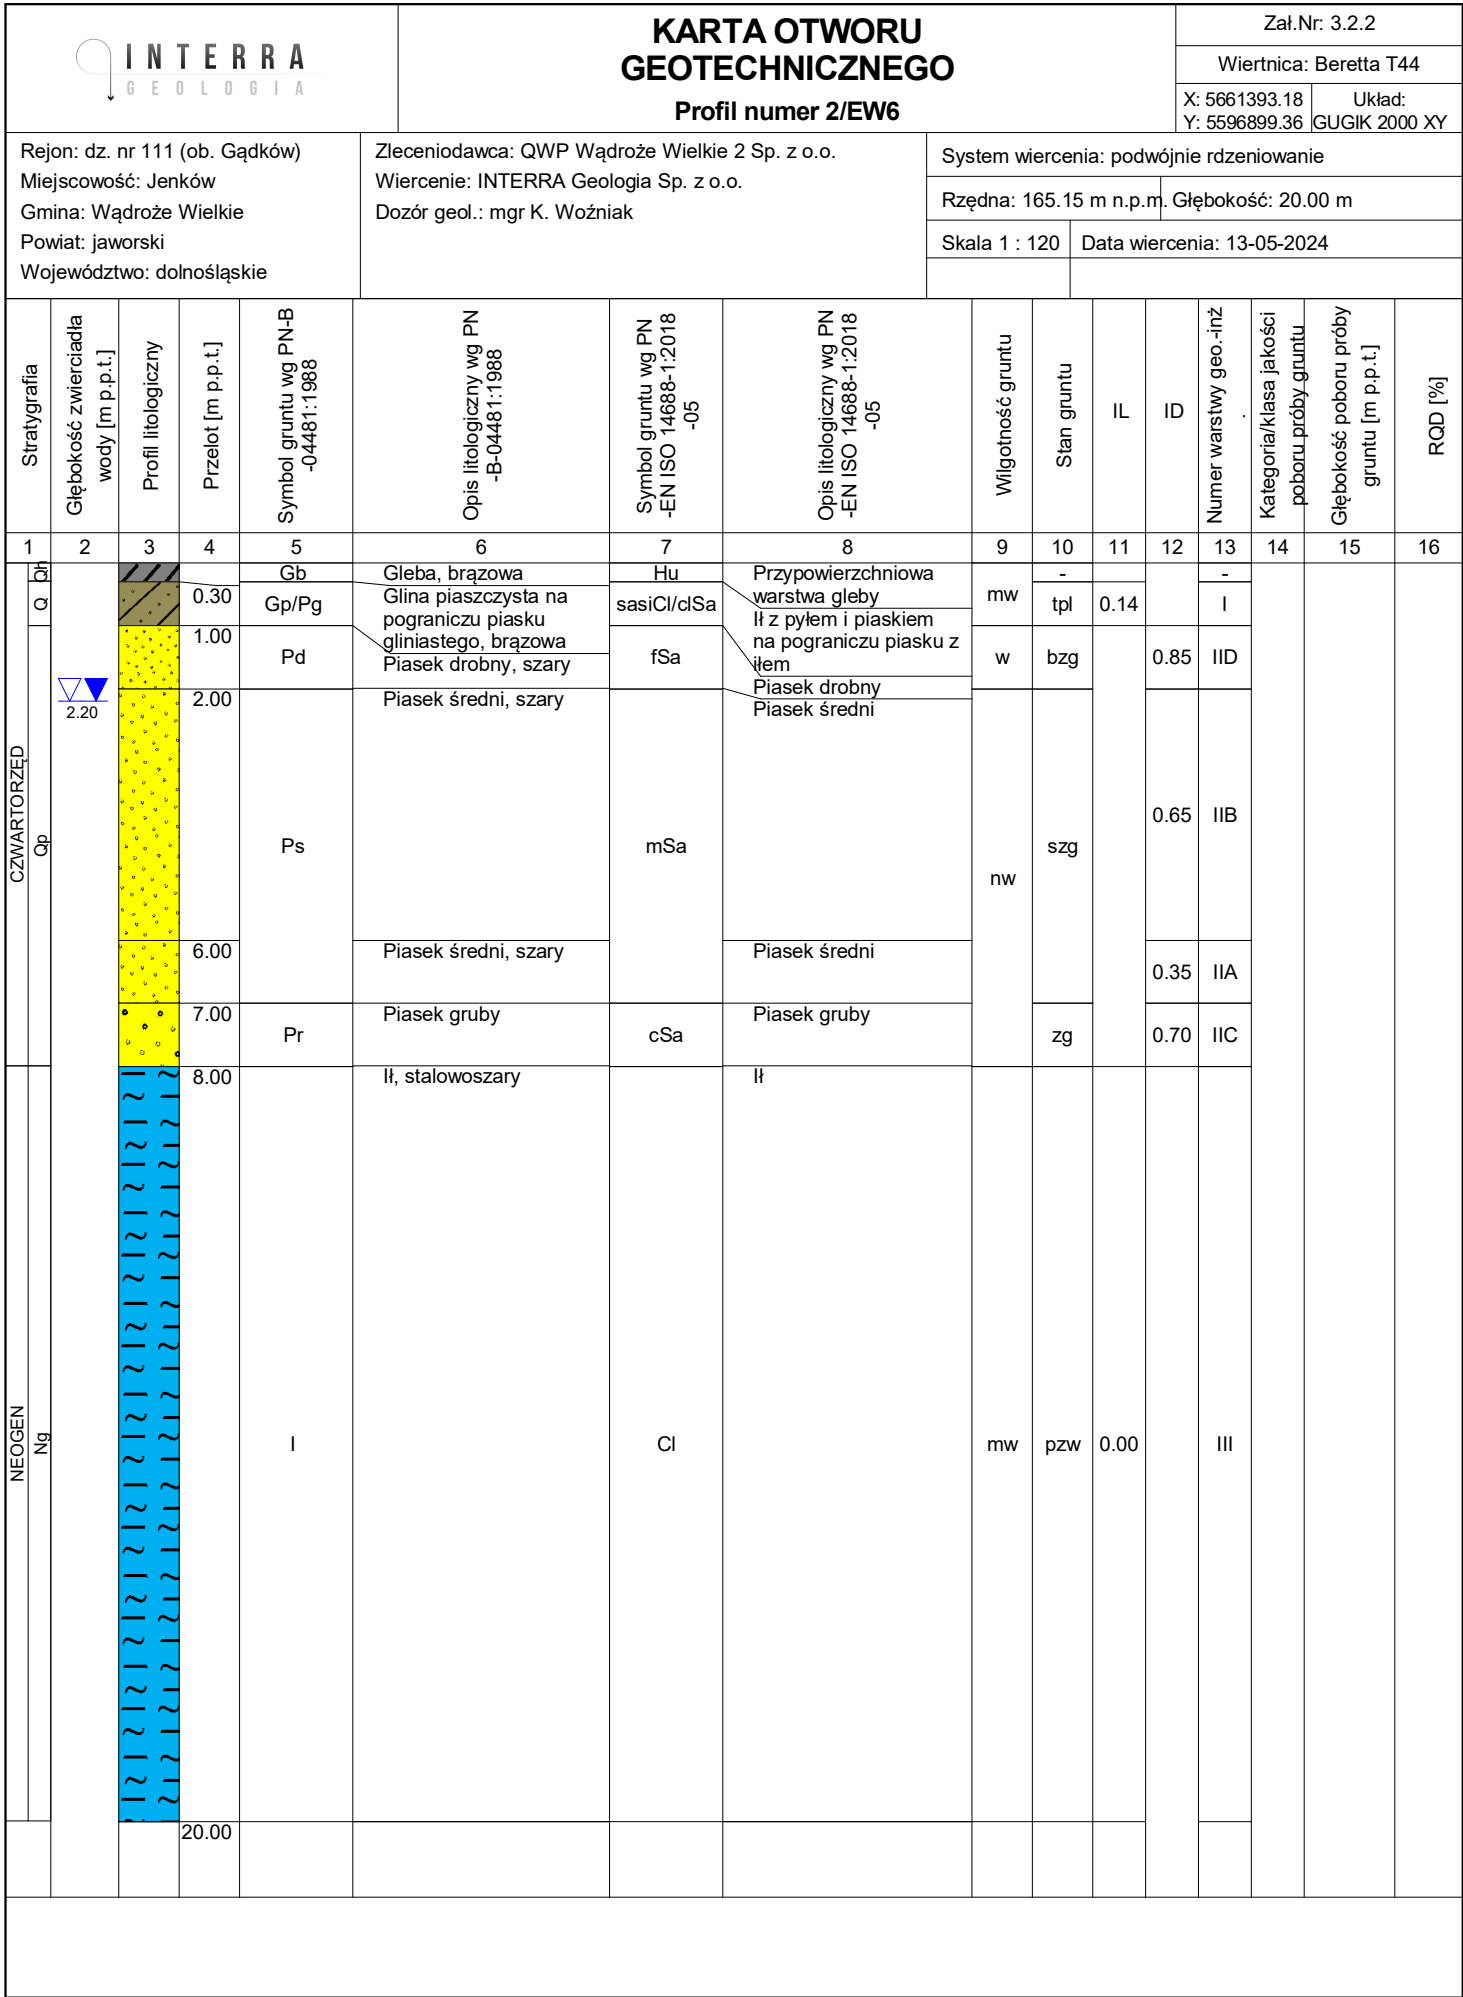 INTERRA
GEOLOGIA
KARTA OTWORU
GEOTECHNICZNEGO
Profil numer 2/EW6
Zał.Nr: 3.2.2
Wiertnica: Beretta T44
X: 5661393.18
Y: 5596899.36
Układ:
GUGIK 2000 XY
Rejon: dz. nr 111 (ob. Gądków)
Miejscowość: Jenków
Gmina: Wądroże Wielkie
Powiat: jaworski
Województwo: dolnośląskie
Zleceniodawca: QWP Wądroże Wielkie 2 Sp. z o.o.
Wiercenie: INTERRA Geologia Sp. z o.o.
Dozór geol.: mgr K. Woźniak
System wiercenia: podwójnie rdzeniowanie
Rzędna: 165.15 m n.p.m. Głębokość: 20.00 m
Skala 1 : 120 Data wiercenia: 13-05-2024
Stratygrafia
Głębokość zwierciadła
wody [m p.p.t.]
Profil litologiczny
Przelot [m p.p.t.]
Symbol gruntu wg PN-B
-04481:1988
Opis litologiczny wg PN
-B-04481:1988
Symbol gruntu wg PN
-EN ISO 14688-1:2018
-05
Opis litologiczny wg PN
-EN ISO 14688-1:2018
-05
Wilgotność gruntu
Stan gruntu
IL
ID
Numer warstwy geo.-inż
.
Kategoria/klasa jakości
poboru próby gruntu
Głębokość poboru próby
gruntu [m p.p.t.]
RQD [%]
1 2 3 4 5 6 7 8 9 10 11 12 13 14 15 16
Qh
Gb
Gleba, brązowa
Hu
Przypowierzchniowa
warstwa gleby
-
-
Q
0.30
Gp/Pg
Glina piaszczysta na
pograniczu piasku
gliniastego, brązowa
sasiCl/clSa
Ił z pyłem i piaskiem
na pograniczu piasku z
iłem
mw
tpl
0.14
I
1.00
Pd
Piasek drobny, szary
fSa
Piasek drobny
w
bzg
0.85
IID
2.20
2.00
Ps
Piasek średni, szary
mSa
Piasek średni
nw
szg
0.65
IIB
CZWARTORZĘD
Qp
6.00
Piasek średni, szary
Piasek średni
0.35
IIA
7.00
Pr
Piasek gruby
cSa
Piasek gruby
zg
0.70
IIC
8.00
Ił, stalowoszary
Ił
NEOGEN
Ng
I
Cl
mw
pzw
0.00
III
20.00